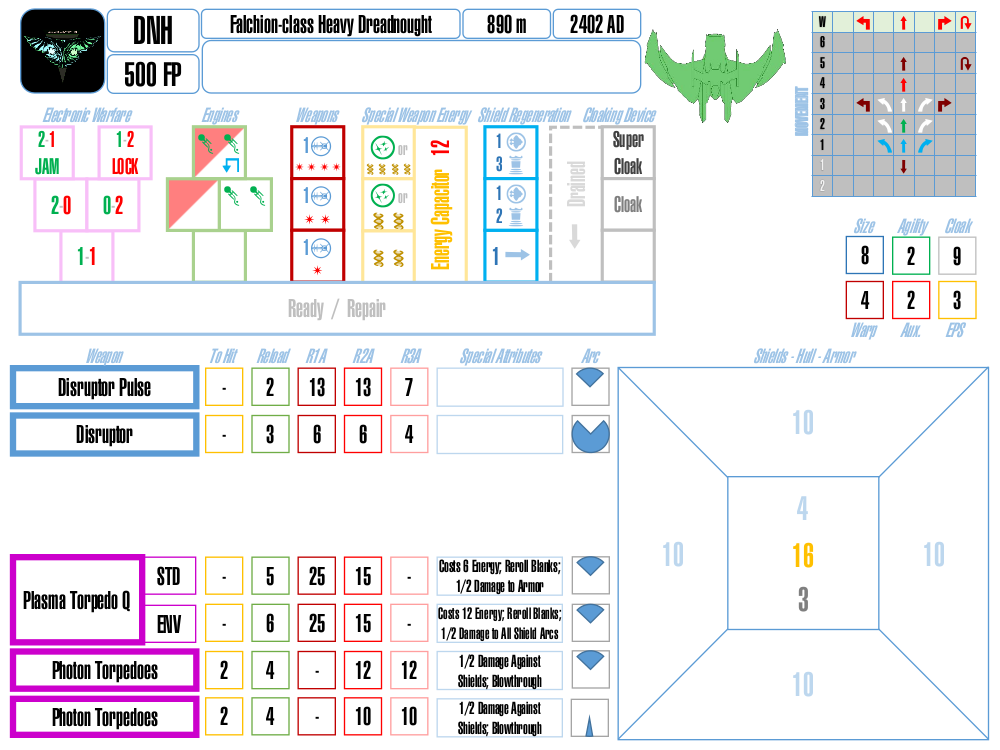 DNH
Falchion-class Heavy Dreadnought
890 m
2402 AD
500 FP
Electronic Warfare
Engines
Weapons
Special Weapon Energy
Shield Regeneration
Cloaking Device
2-1
JAM
1-2
LOCK
2-0
0-2
1-1
1
1
1
or
or
12
Energy Capacitor
1
3
1
2
1
Drained
Super
Cloak
Cloak
Ready / Repair
MOVEMENT
W
6
5
4
3
2
1
1
2
Size
Agility
Cloak
8
2
9
4
2
3
Warp
Aux.
EPS
Weapon
To Hit
Reload
R1A
R2A
R3A
Special Attributes
Arc
Shields - Hull - Armor
Disruptor Pulse
-
2
13
13
7
Disruptor
-
3
6
6
4
Plasma Torpedo Q
STD
-
5
25
15
-
Costs 6 Energy; Reroll Blanks;
1/2 Damage to Armor
ENV
-
6
25
15
-
Costs 12 Energy; Reroll Blanks;
1/2 Damage to All Shield Arcs
Photon Torpedoes
2
4
-
12
12
1/2 Damage Against
Shields; Blowthrough
Photon Torpedoes
2
4
-
10
10
1/2 Damage Against
Shields; Blowthrough
10
4
10
16
10
3
10